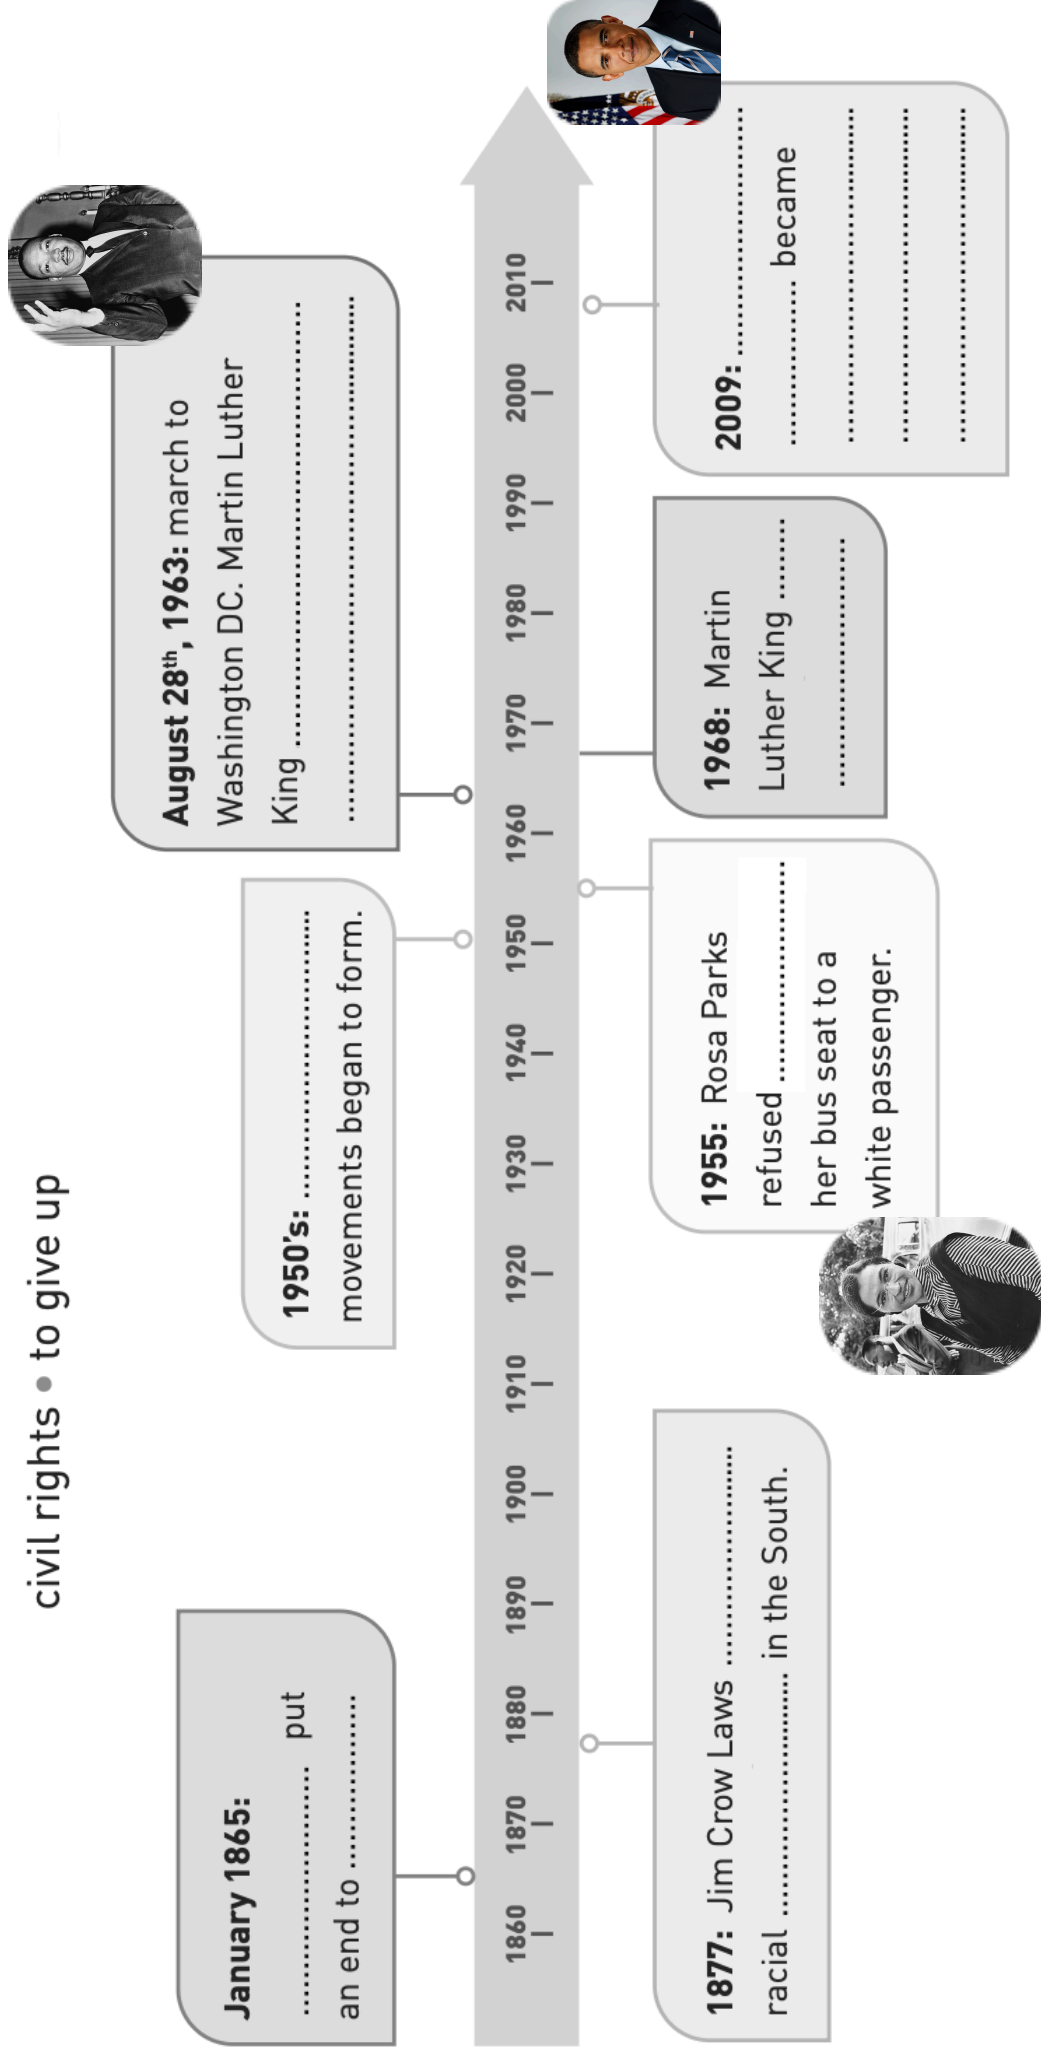 civil rights • to give up
January 1865:
.............................. put
an end to .....................
1950's: ..................................
movements began to form.
August 28th, 1963: march to
Washington DC. Martin Luther
King .....................................................
...............................................................
1860 1870 1880 1890 1900 1910 1920 1930 1940 1950 1960 1970 1980 1990 2000 2010
1877: Jim Crow Laws ..........................
racial ............................. in the South.
1955: Rosa Parks
refused ..........................
her bus seat to a
white passenger.
1968: Martin
Luther King ..........
..............................
2009: ..............................
.................... became
........................................
........................................
........................................